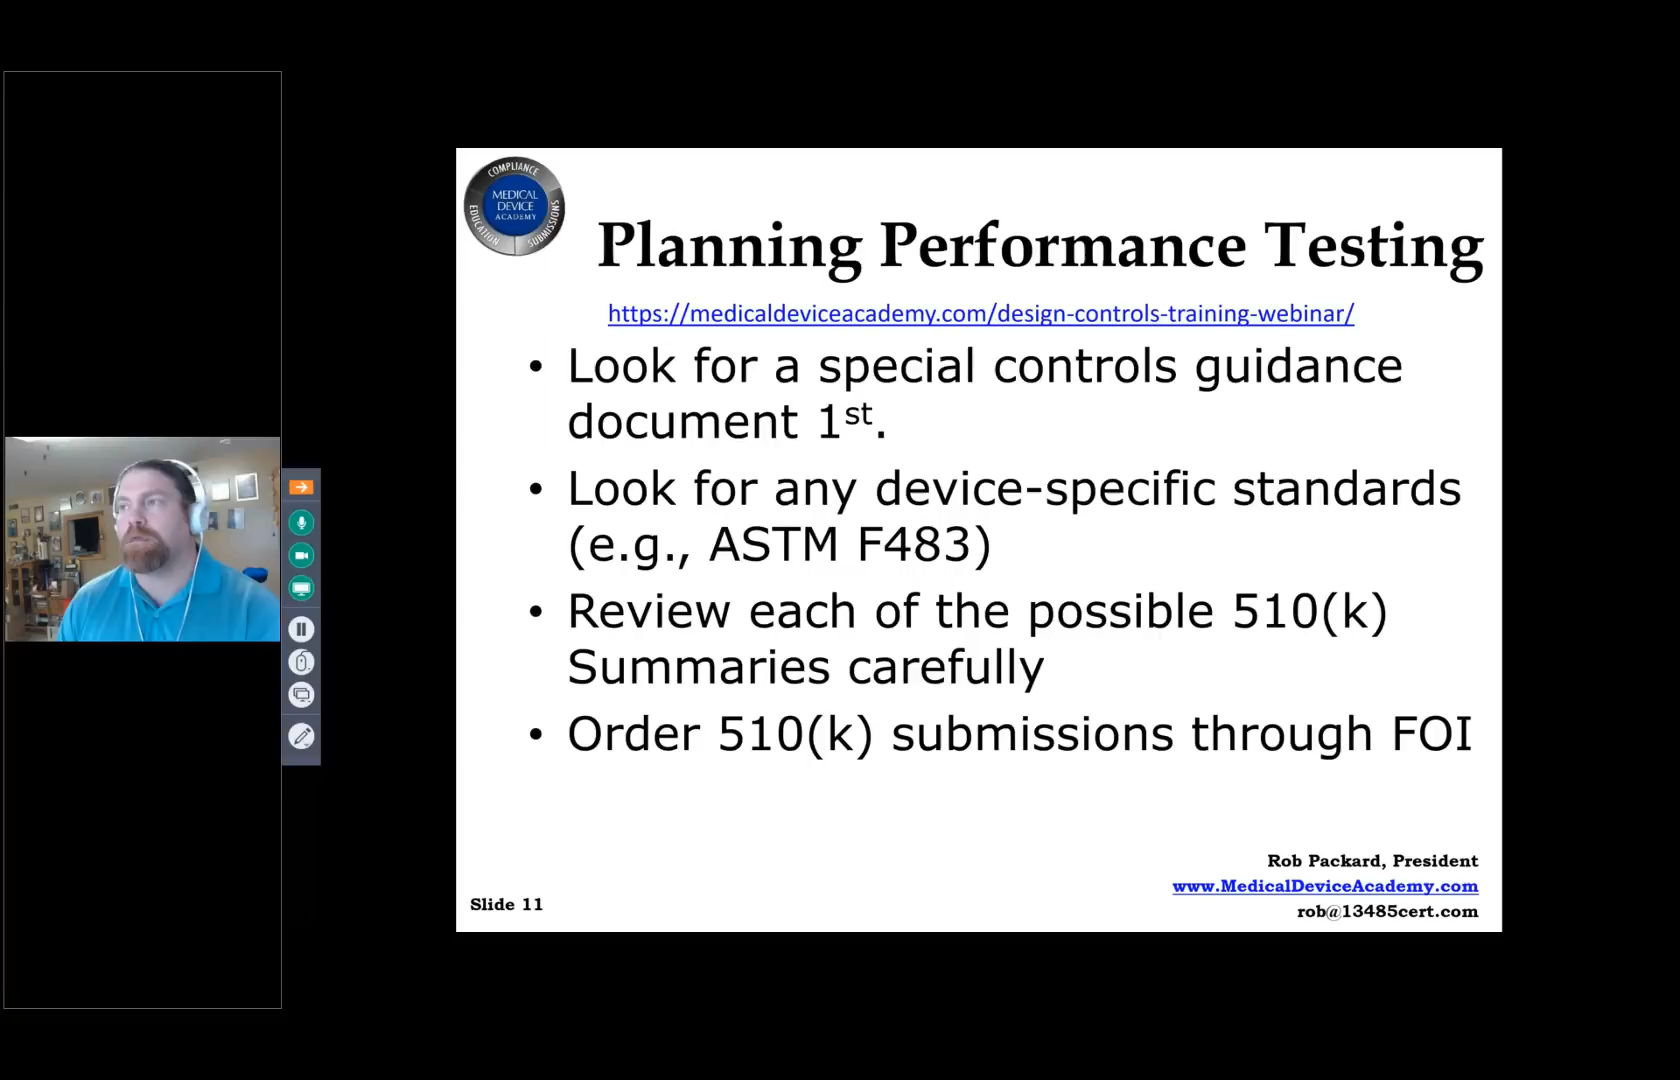 COMPLIANCE
EDUCATION
SUBMISSIONS
MEDICAL
DEVICE
ACADEMY
Planning Performance Testing
https://medicaldeviceacademy.com/design-controls-training-webinar/
• Look for a special controls guidance
document 1st.
• Look for any device-specific standards
(e.g., ASTM F483)
• Review each of the possible 510(k)
Summaries carefully
• Order 510(k) submissions through FOI
Rob Packard, President
www.MedicalDeviceAcademy.com
rob@13485cert.com
Slide 11